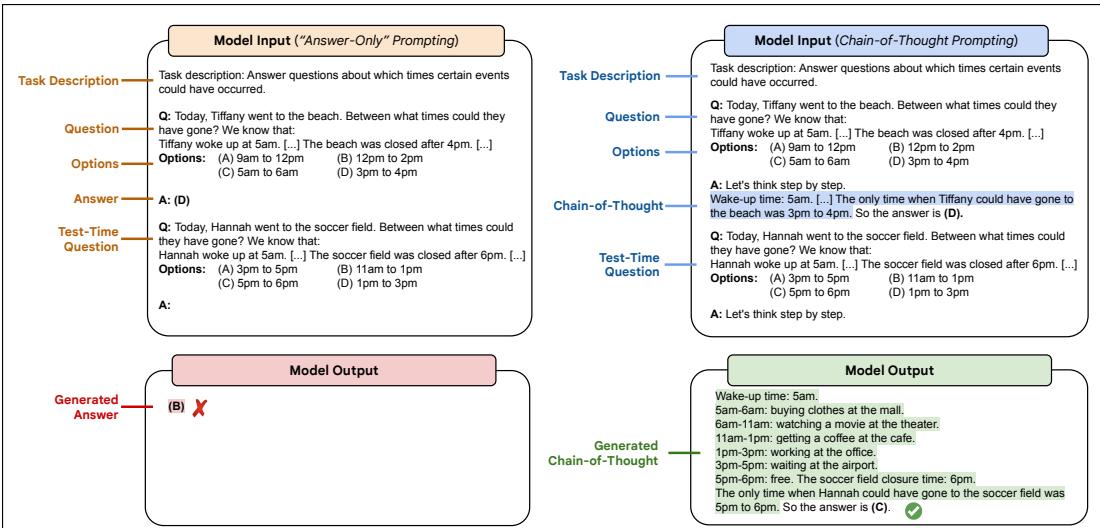 Model Input ("Answer-Only" Prompting)
Task Description
Task description: Answer questions about which times certain events
could have occurred.
Question
Q: Today, Tiffany went to the beach. Between what times could they
have gone? We know that:
Tiffany woke up at 5am. [...] The beach was closed after 4pm. [...]
Options
Options: (A) 9am to 12pm (B) 12pm to 2pm
(C) 5am to 6am (D) 3pm to 4pm
Answer
A: (D)
Test-Time
Question
Q: Today, Hannah went to the soccer field. Between what times could
they have gone? We know that:
Hannah woke up at 5am. [...] The soccer field was closed after 6pm. [...]
Options: (A) 3pm to 5pm (B) 11am to 1pm
(C) 5pm to 6pm (D) 1pm to 3pm
A:
Model Output
Generated
Answer
(B)
Model Input (Chain-of-Thought Prompting)
Task Description
Task description: Answer questions about which times certain events
could have occurred.
Question
Q: Today, Tiffany went to the beach. Between what times could they
have gone? We know that:
Tiffany woke up at 5am. [...] The beach was closed after 4pm. [...]
Options
Options: (A) 9am to 12pm (B) 12pm to 2pm
(C) 5am to 6am (D) 3pm to 4pm
A: Let's think step by step.
Chain-of-Thought
Wake-up time: 5am. [...] The only time when Tiffany could have gone to
the beach was 3pm to 4pm. So the answer is (D).
Test-Time
Question
Q: Today, Hannah went to the soccer field. Between what times could
they have gone? We know that:
Hannah woke up at 5am. [...] The soccer field was closed after 6pm. [...]
Options: (A) 3pm to 5pm (B) 11am to 1pm
(C) 5pm to 6pm (D) 1pm to 3pm
A: Let's think step by step.
Model Output
Generated
Chain-of-Thought
Wake-up time: 5am.
5am-6am: buying clothes at the mall.
6am-11am: watching a movie at the theater.
11am-1pm: getting a coffee at the cafe.
1pm-3pm: working at the office.
3pm-5pm: waiting at the airport.
5pm-6pm: free. The soccer field closure time: 6pm.
The only time when Hannah could have gone to the soccer field was
5pm to 6pm. So the answer is (C).